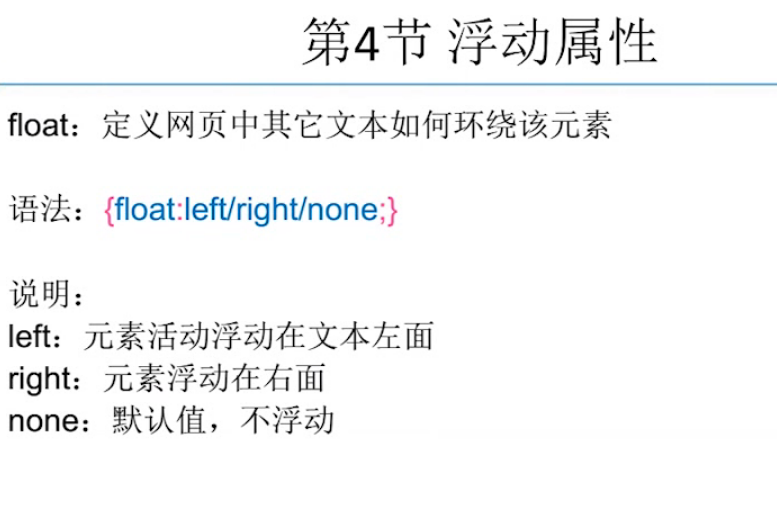 第4节 浮动属性
float：定义网页中其它文本如何环绕该元素
语法：{float:left/right/none;}
说明：
left：元素活动浮动在文本左面
right：元素浮动在右面
none：默认值，不浮动